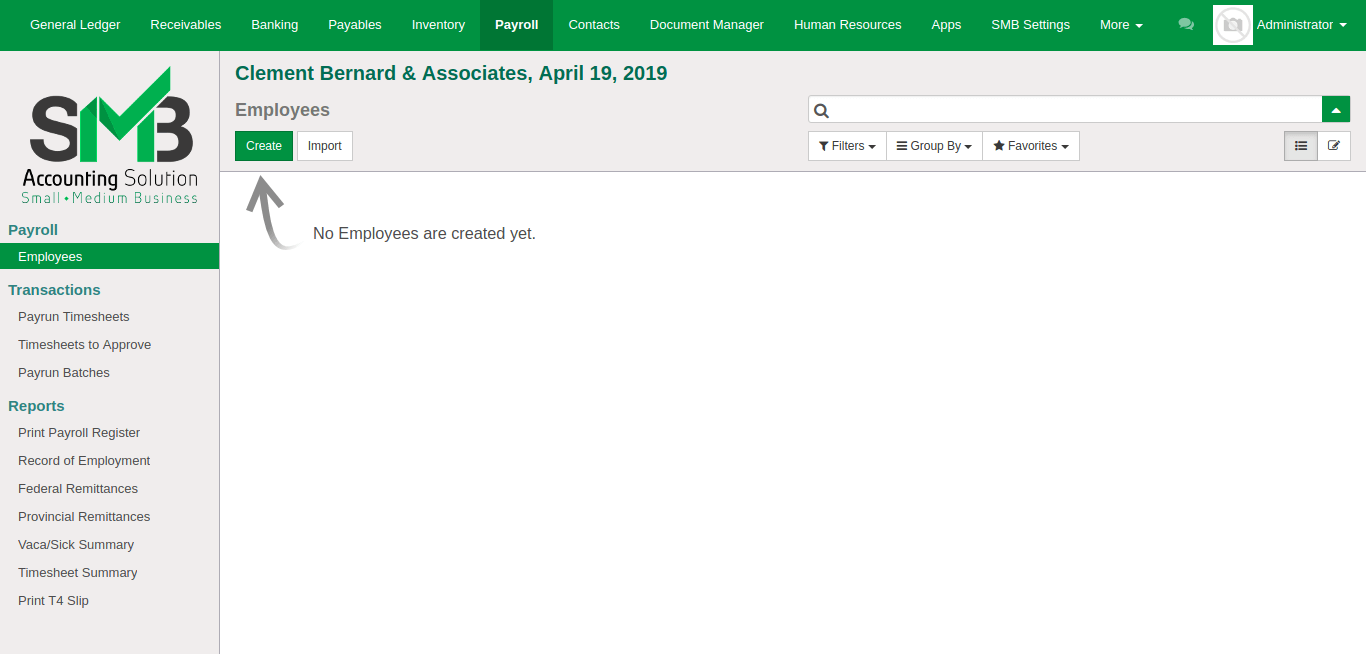 General Ledger Receivables Banking Payables Inventory Payroll Contacts Document Manager Human Resources Apps SMB Settings More Administrator
SMB
Accounting Solution
Small • Medium Business
Payroll
Employees
Transactions
Payrun Timesheets
Timesheets to Approve
Payrun Batches
Reports
Print Payroll Register
Record of Employment
Federal Remittances
Provincial Remittances
Vaca/Sick Summary
Timesheet Summary
Print T4 Slip
Clement Bernard & Associates, April 19, 2019
Employees
Create Import Filters Group By Favorites
No Employees are created yet.